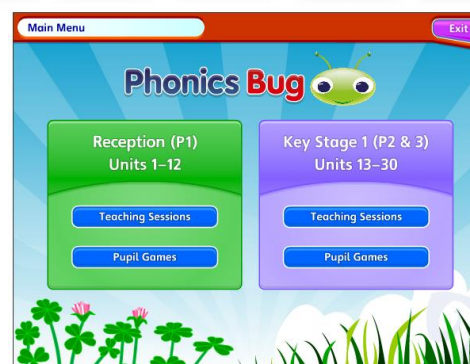 Main Menu
Exit
Phonics Bug
Reception (P1)
Units 1–12
Teaching Sessions
Pupil Games
Key Stage 1 (P2 & 3)
Units 13–30
Teaching Sessions
Pupil Games